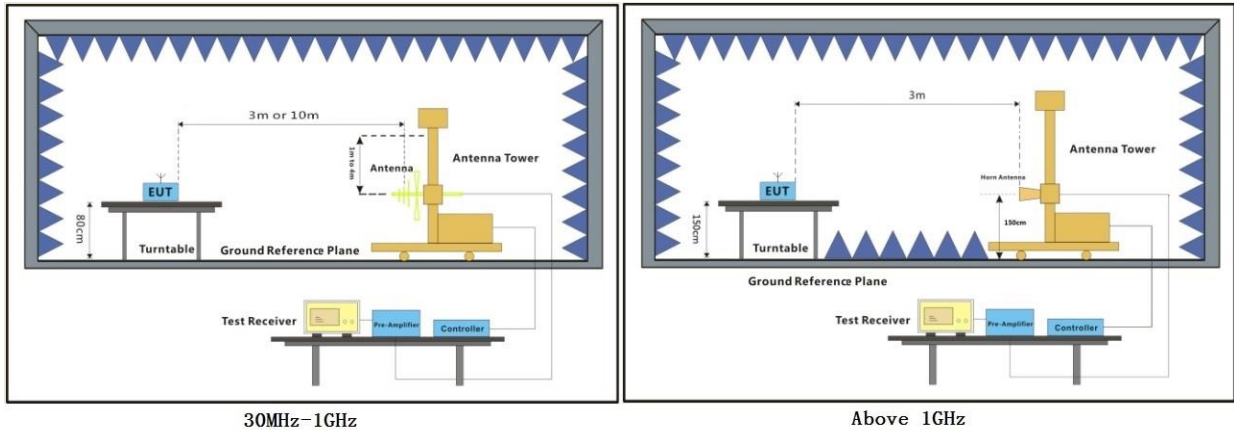 3m or 10m
1m to 4m
Antenna
Antenna Tower
EUT
80cm
Turntable
Ground Reference Plane
Test Receiver
Pre-Amplifier
Controller
30MHz-1GHz
3m
Antenna Tower
Horn Antenna
EUT
150cm
150cm
Turntable
Ground Reference Plane
Test Receiver
Pre-Amplifier
Controller
Above 1GHz